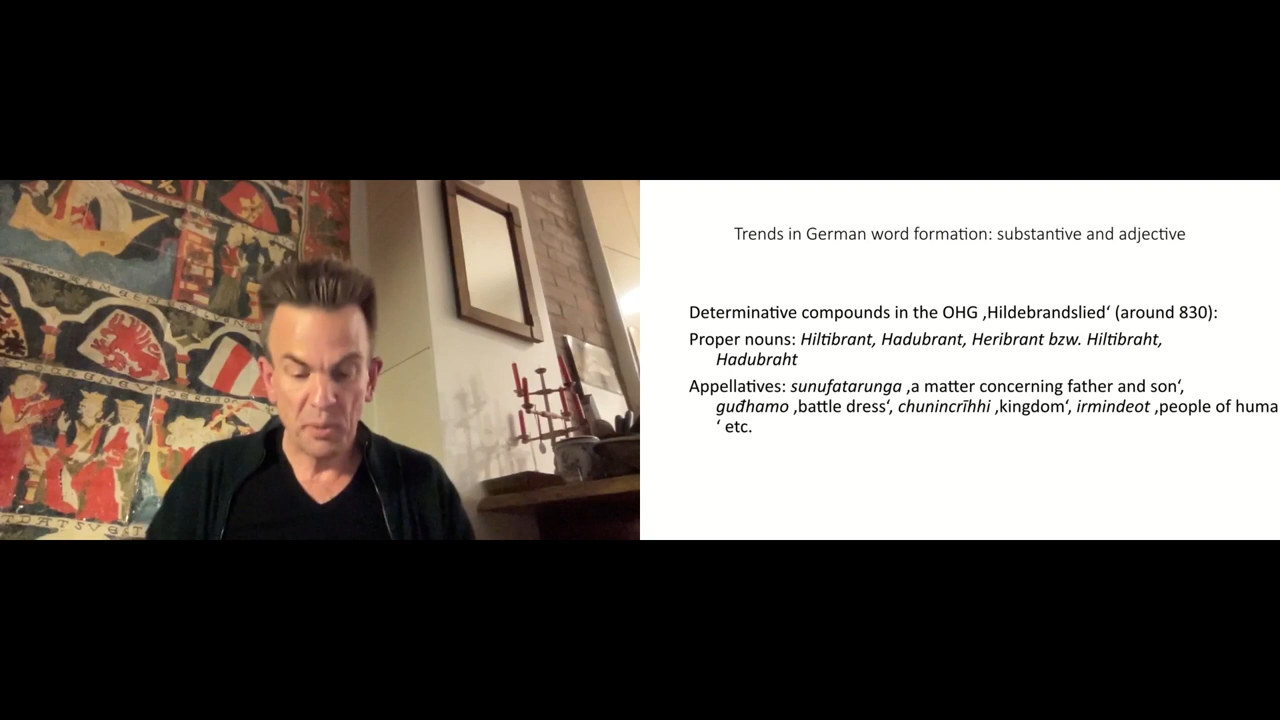 Trends in German word formation: substantive and adjective
Determinative compounds in the OHG ‚Hildebrandslied‘ (around 830):
Proper nouns: Hiltibrant, Hadubrant, Heribrant bzw. Hiltibraht,
Hadubraht
Appellatives: sunufatarunga ‚a matter concerning father and son‘,
guđhamo ‚battle dress‘, chunincrīhhi ‚kingdom‘, irmindeot ‚people of huma
‘ etc.